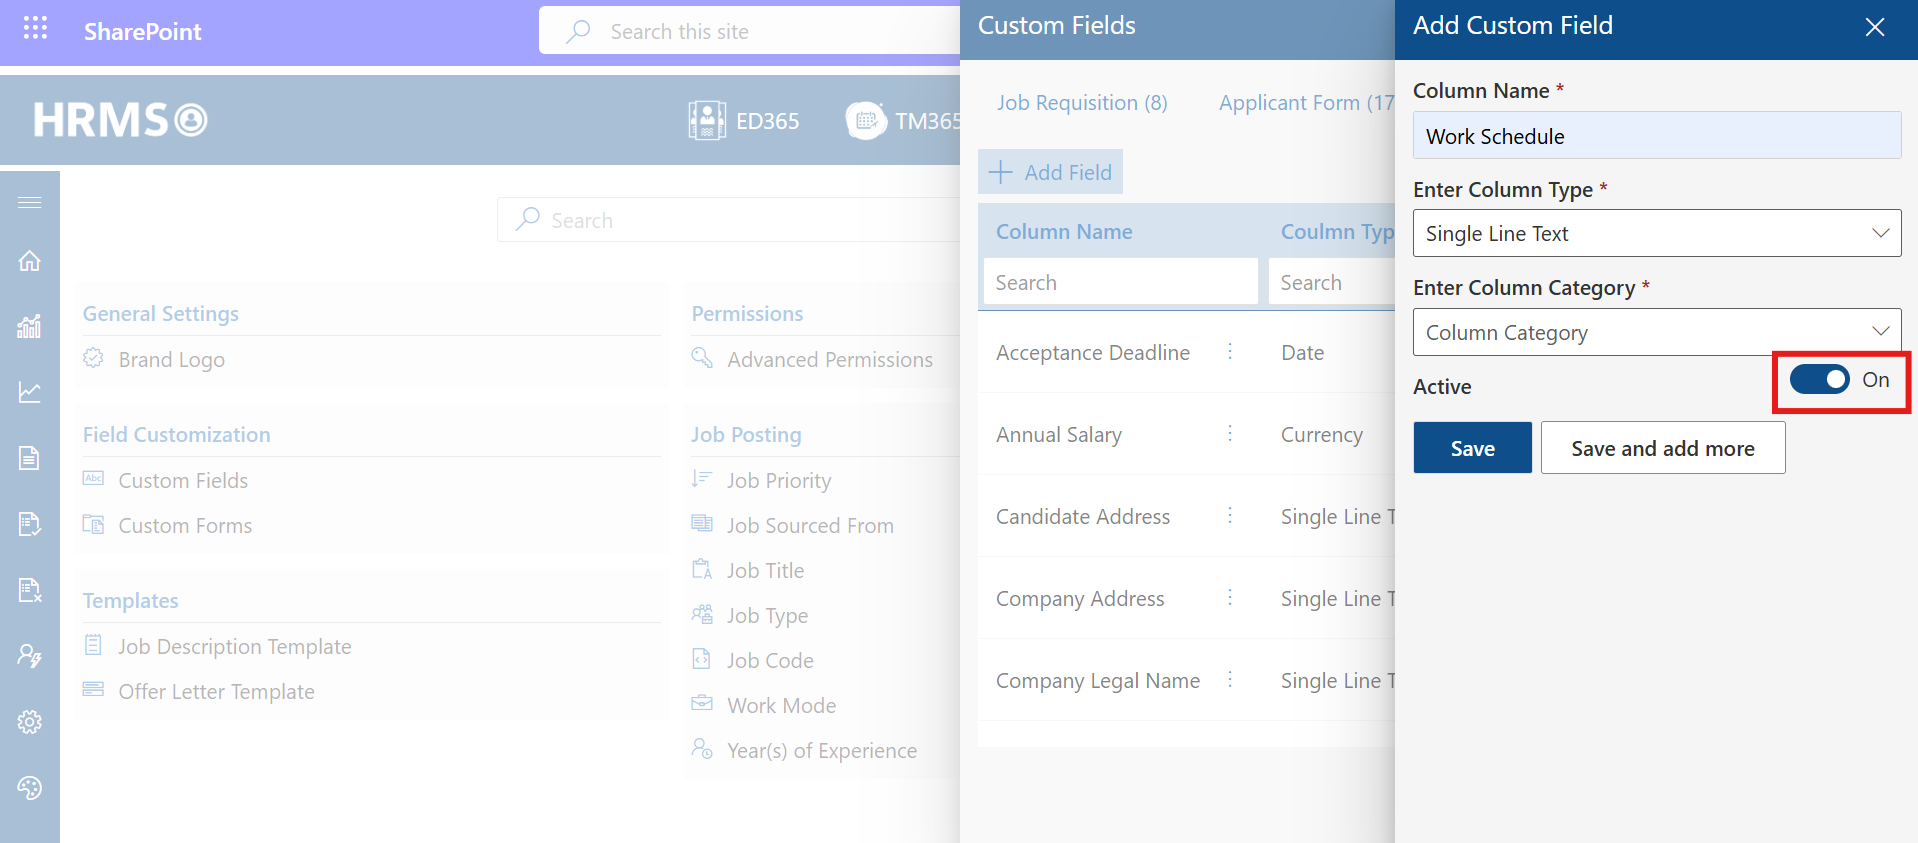 SharePoint
Search this site
HRMS
ED365
TM365
Search
General Settings
Brand Logo
Field Customization
Abc
Custom Fields
Custom Forms
Templates
Job Description Template
Offer Letter Template
Permissions
Advanced Permissions
Job Posting
Job Priority
Job Sourced From
Job Title
Job Type
Job Code
Work Mode
Year(s) of Experience
Custom Fields
Job Requisition (8)
Applicant Form (17
Add Field
Column Name
Coulmn Typ
Search
Search
Acceptance Deadline
Date
Annual Salary
Currency
Candidate Address
Single Line T
Company Address
Single Line T
Company Legal Name
Single Line T
Add Custom Field
Column Name *
Work Schedule
Enter Column Type *
Single Line Text
Enter Column Category *
Column Category
Active
On
Save
Save and add more